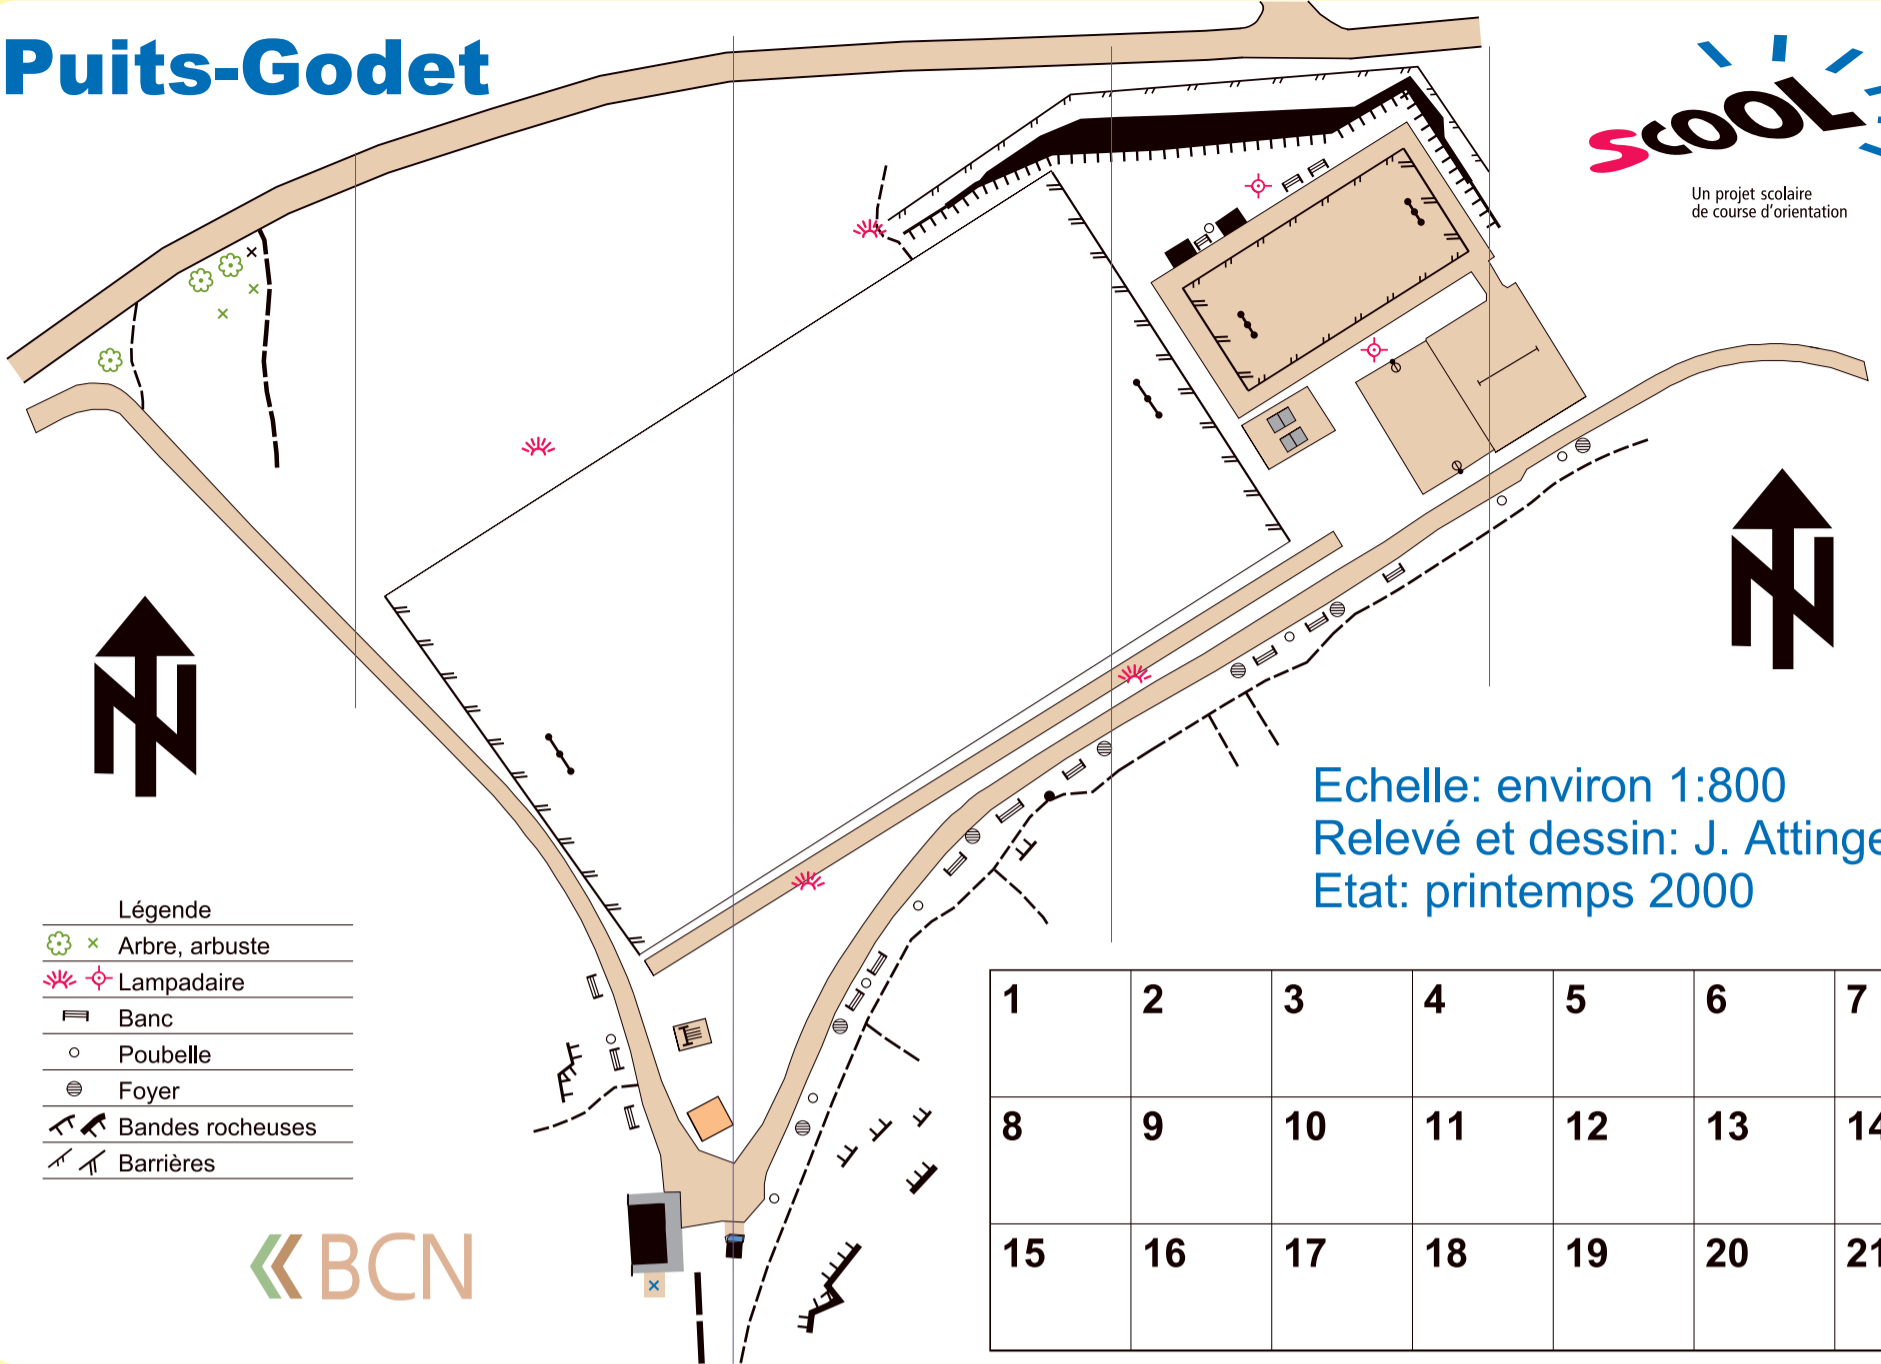 Puits-Godet
sCOOL
Un projet scolaire
de course d'orientation
N
N
Echelle: environ 1:800
Relevé et dessin: J. Attinge
Etat: printemps 2000
Légende
Arbre, arbuste
Lampadaire
Banc
Poubelle
Foyer
Bandes rocheuses
Barrières
BCN
1 2 3 4 5 6 7
8 9 10 11 12 13 14
15 16 17 18 19 20 21